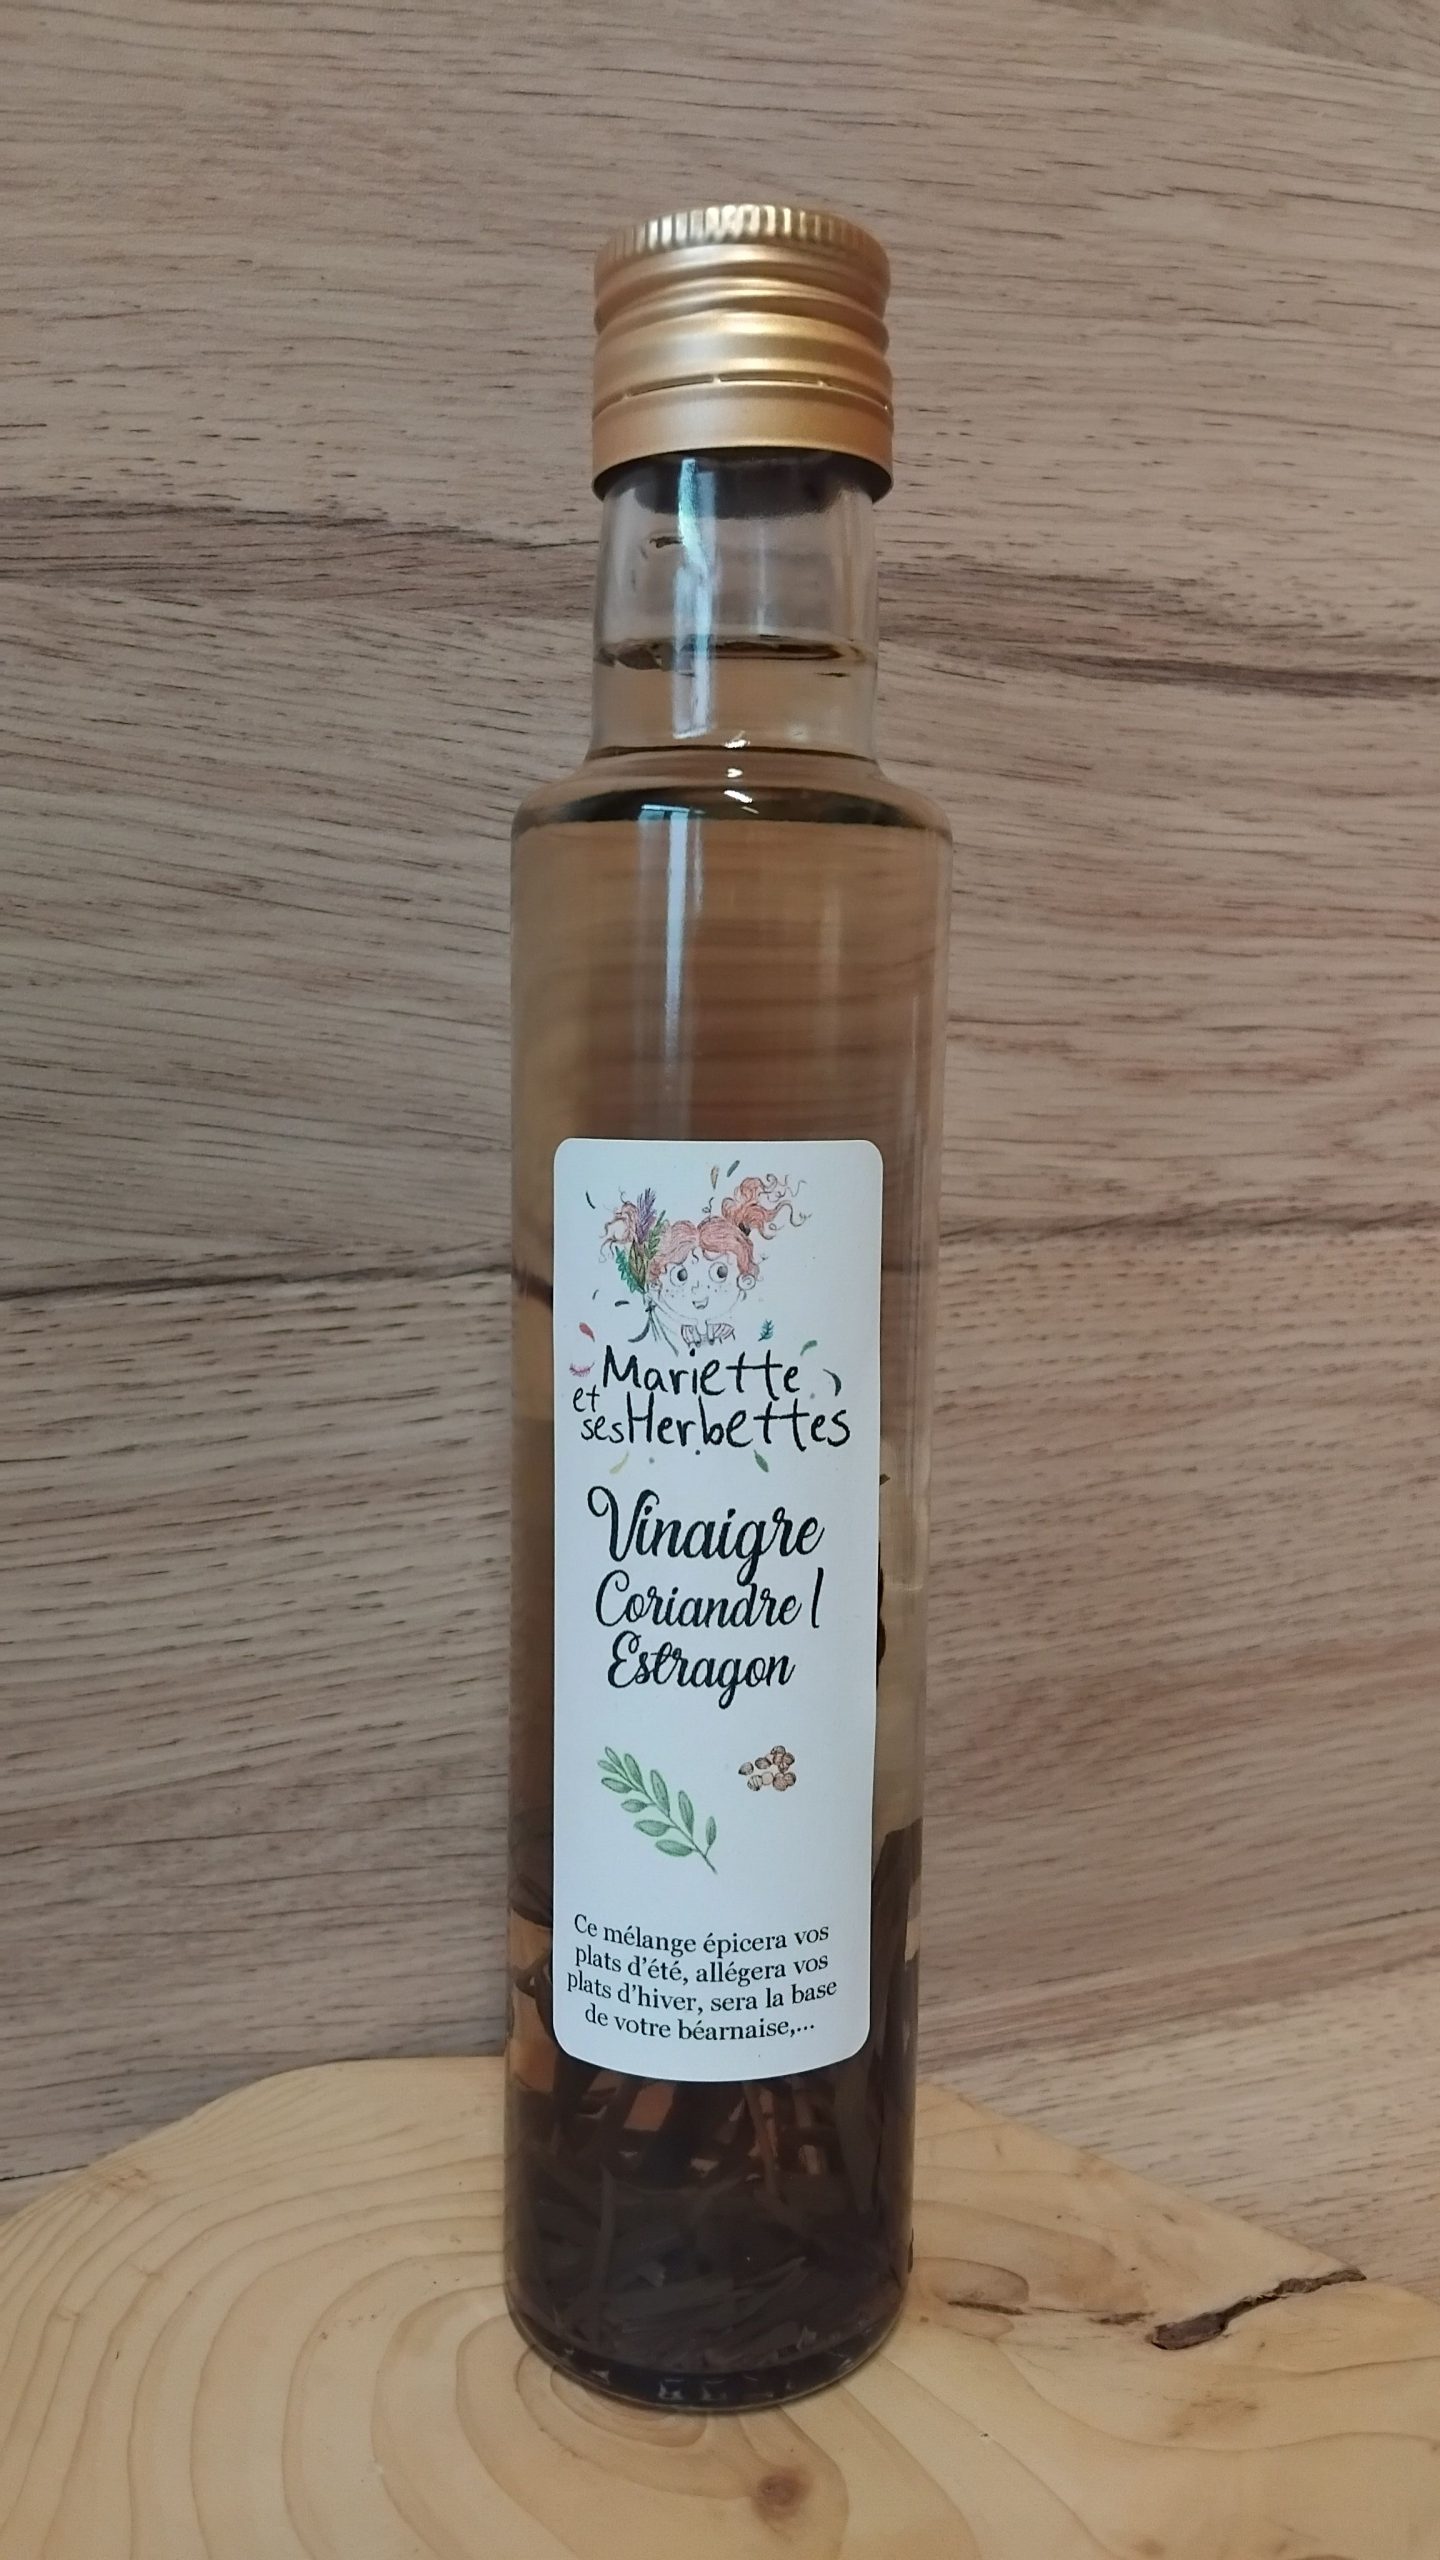 Mariette
et
ses Herbettes
Vinaigre
Coriandre /
Estragon
Ce mélange épicera vos
plats d'été, allégera vos
plats d'hiver, sera la base
de votre béarnaise,...